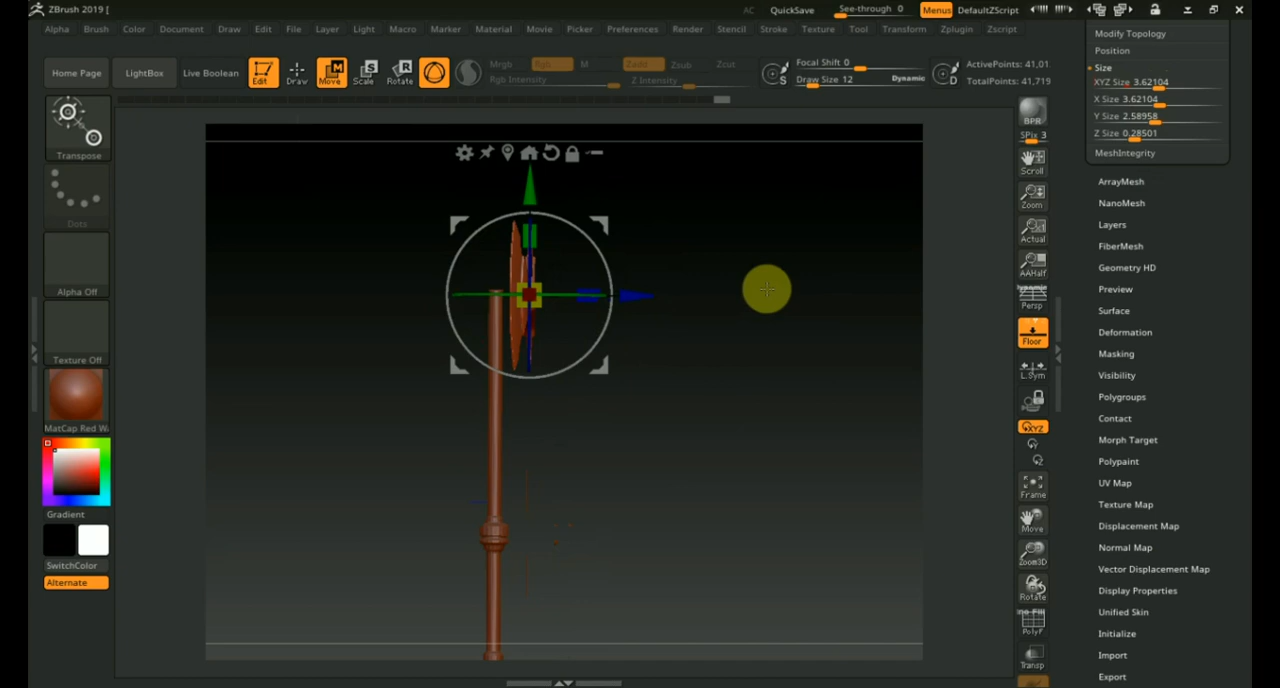 ZBrush 2019 [
AC QuickSave See-through 0 Menus DefaultZScript
Alpha Brush Color Document Draw Edit File Layer Light Macro Marker Material Movie Picker Preferences Render Stencil Stroke Texture Tool Transform Zplugin Zscript
Home Page LightBox Live Boolean Edit Draw Move Scale Rotate
Mrgb Rgb M Zadd Zsub Zcut
Rgb Intensity Z Intensity
Focal Shift 0
Draw Size 12 Dynamic
ActivePoints: 41,01
TotalPoints: 41,719
Transpose
Dots
Alpha Off
Texture Off
MatCap Red W
Gradient
SwitchColor
Alternate
BPR
SPix 3
Scroll
Zoom
Actual
AAHalf
Dynamic
Persp
Floor
L.Sym
XYZ
Frame
Move
Zoom3D
Rotate
PolyF
Transp
Modify Topology
Position
Size
XYZ Size 3.62104
X Size 3.62104
Y Size 2.58958
Z Size 0.28501
MeshIntegrity
ArrayMesh
NanoMesh
Layers
FiberMesh
Geometry HD
Preview
Surface
Deformation
Masking
Visibility
Polygroups
Contact
Morph Target
Polypaint
UV Map
Texture Map
Displacement Map
Normal Map
Vector Displacement Map
Display Properties
Unified Skin
Initialize
Import
Export